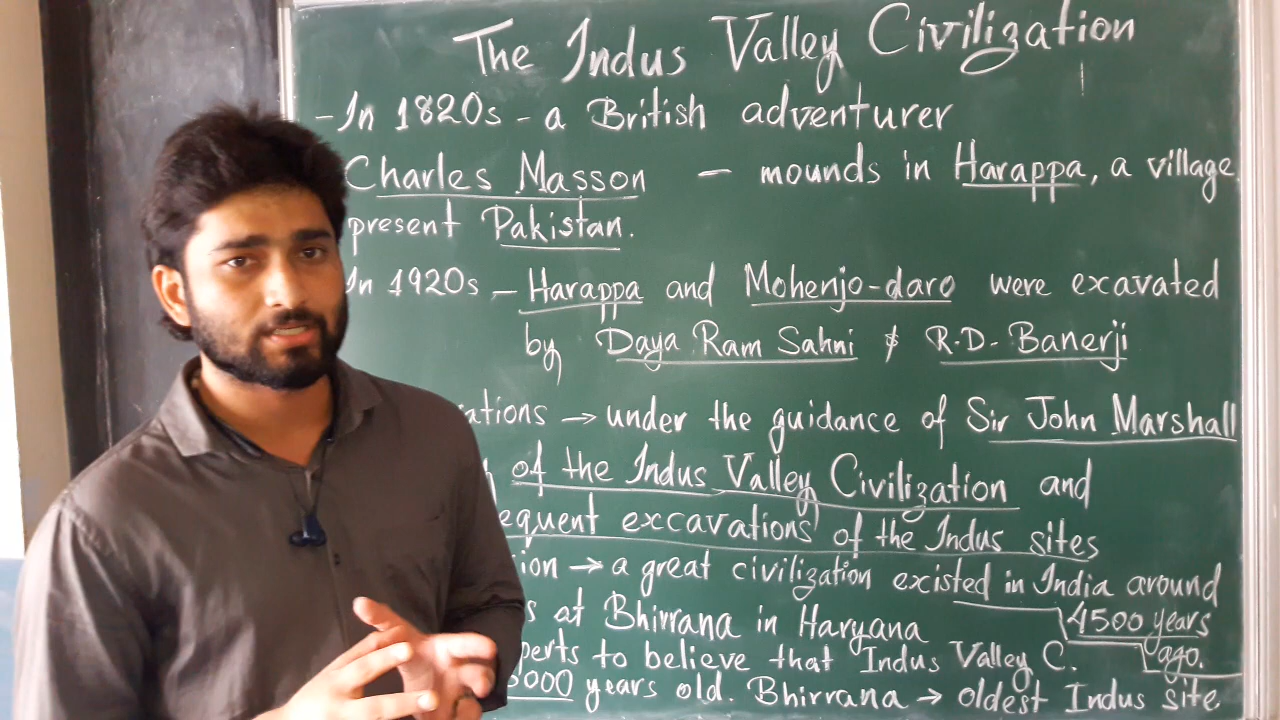 The Indus Valley Civilization
- In 1820s - a British adventurer
Charles Masson – mounds in Harappa, a village
present Pakistan.
In 1920s – Harappa and Mohenjo-daro were excavated
by Daya Ram Sahni & R.D. Banerji
ations → under the guidance of Sir John Marshall
of the Indus Valley Civilization and
equent excavations of the Indus sites
ion → a great civilization existed in India around
4500 years
s at Bhirrana in Haryana
ago.
perts to believe that Indus Valley C.
8000 years old. Bhirrana → oldest Indus site.